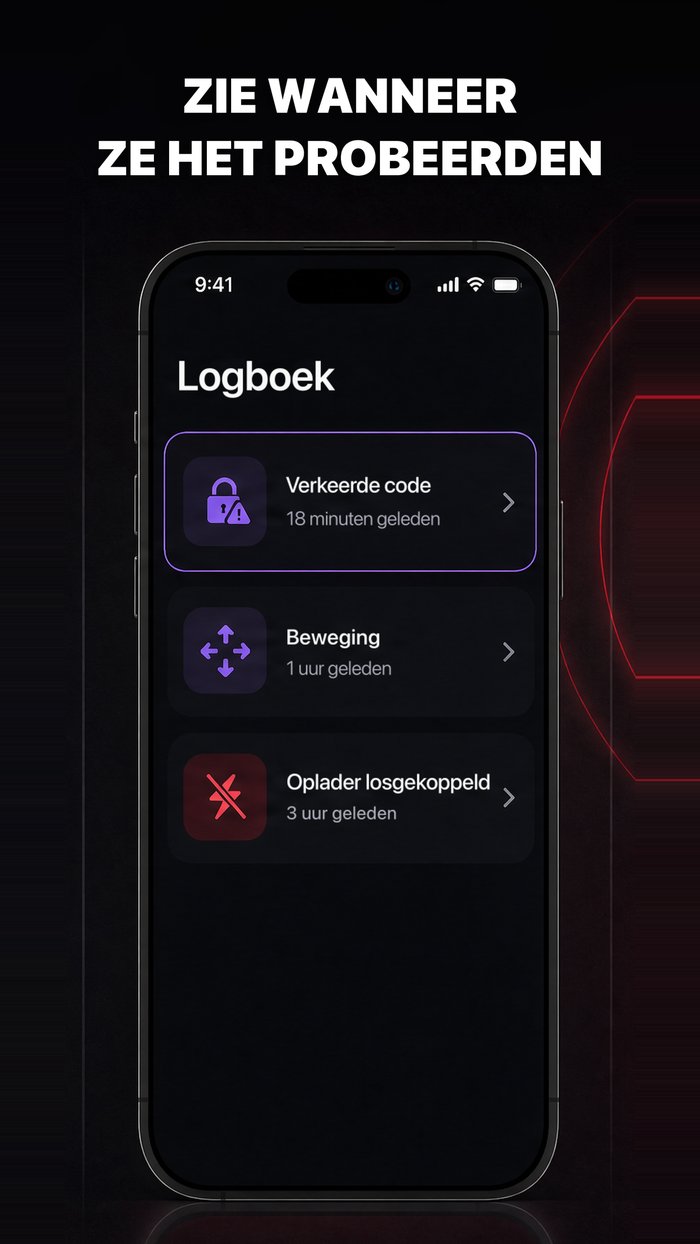 ZIE WANNEER
ZE HET PROBEERDEN
9:41
Logboek
Verkeerde code
18 minuten geleden
Beweging
1 uur geleden
Oplader losgekoppeld
3 uur geleden